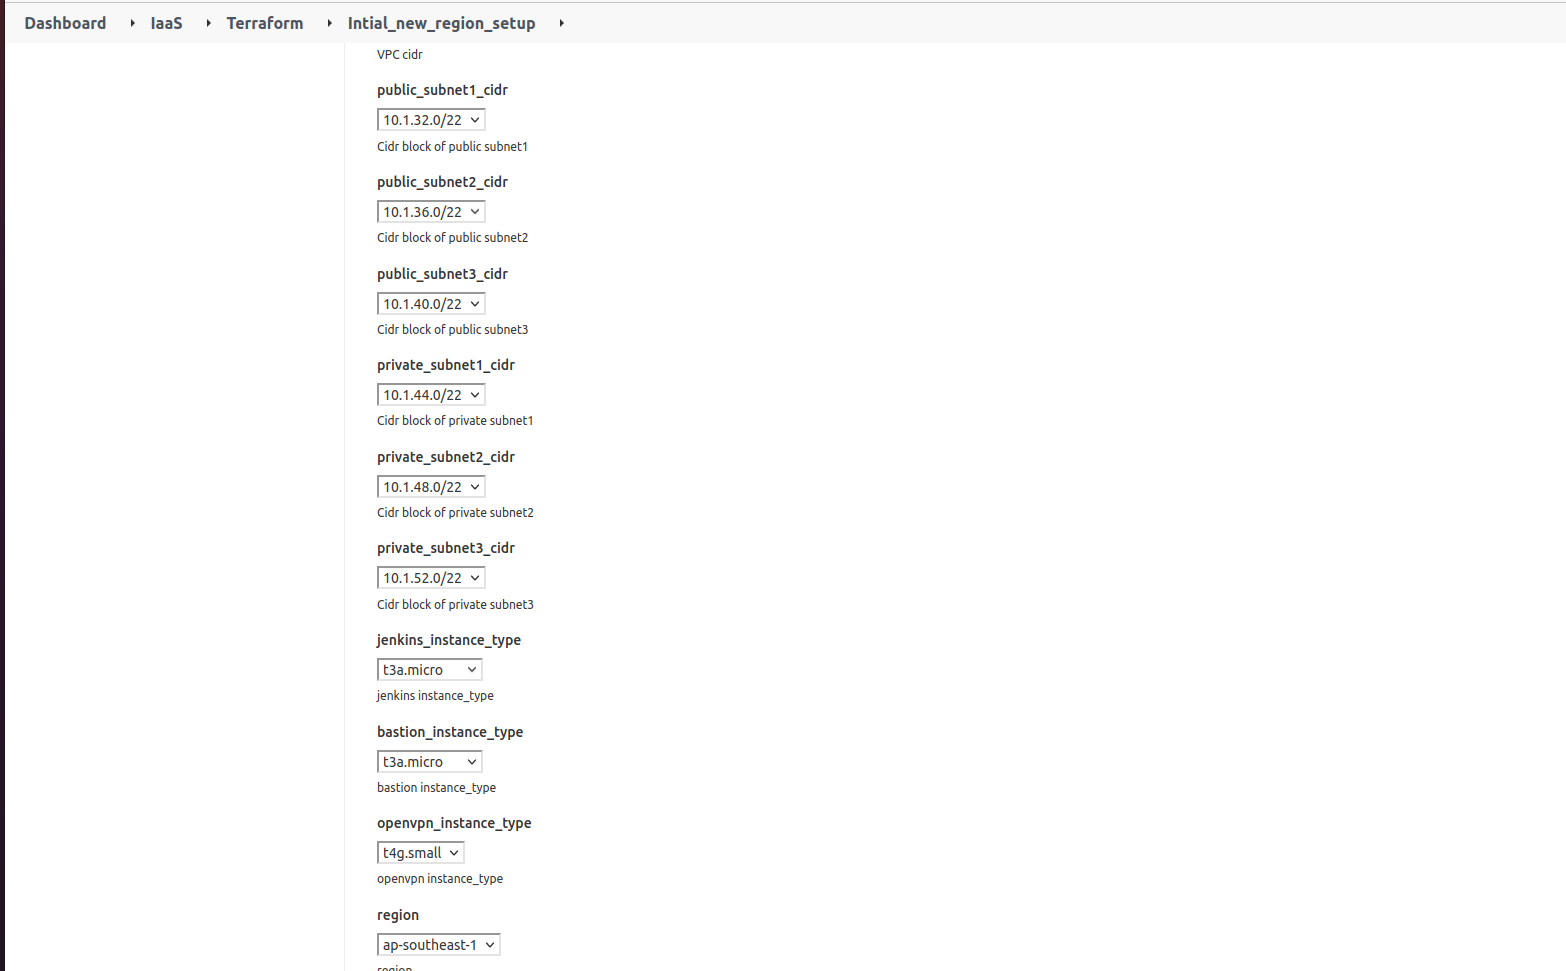 Dashboard IaaS Terraform Intial_new_region_setup
VPC cidr
public_subnet1_cidr
10.1.32.0/22
Cidr block of public subnet1
public_subnet2_cidr
10.1.36.0/22
Cidr block of public subnet2
public_subnet3_cidr
10.1.40.0/22
Cidr block of public subnet3
private_subnet1_cidr
10.1.44.0/22
Cidr block of private subnet1
private_subnet2_cidr
10.1.48.0/22
Cidr block of private subnet2
private_subnet3_cidr
10.1.52.0/22
Cidr block of private subnet3
jenkins_instance_type
t3a.micro
jenkins instance_type
bastion_instance_type
t3a.micro
bastion instance_type
openvpn_instance_type
t4g.small
openvpn instance_type
region
ap-southeast-1
region